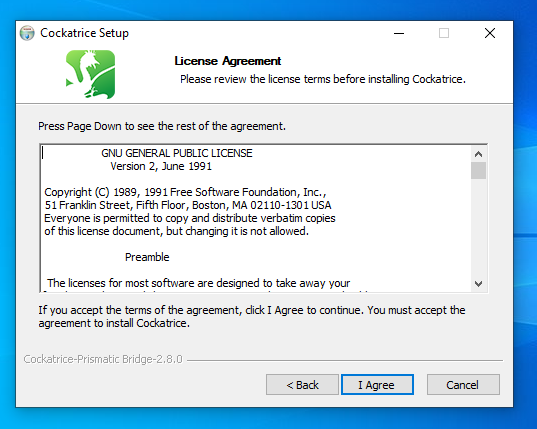 Cockatrice Setup
License Agreement
Please review the license terms before installing Cockatrice.
Press Page Down to see the rest of the agreement.
GNU GENERAL PUBLIC LICENSE
Version 2, June 1991
Copyright (C) 1989, 1991 Free Software Foundation, Inc.,
51 Franklin Street, Fifth Floor, Boston, MA 02110-1301 USA
Everyone is permitted to copy and distribute verbatim copies
of this license document, but changing it is not allowed.
Preamble
The licenses for most software are designed to take away your
If you accept the terms of the agreement, click I Agree to continue. You must accept the
agreement to install Cockatrice.
Cockatrice-Prismatic Bridge-2.8.0
< Back
I Agree
Cancel